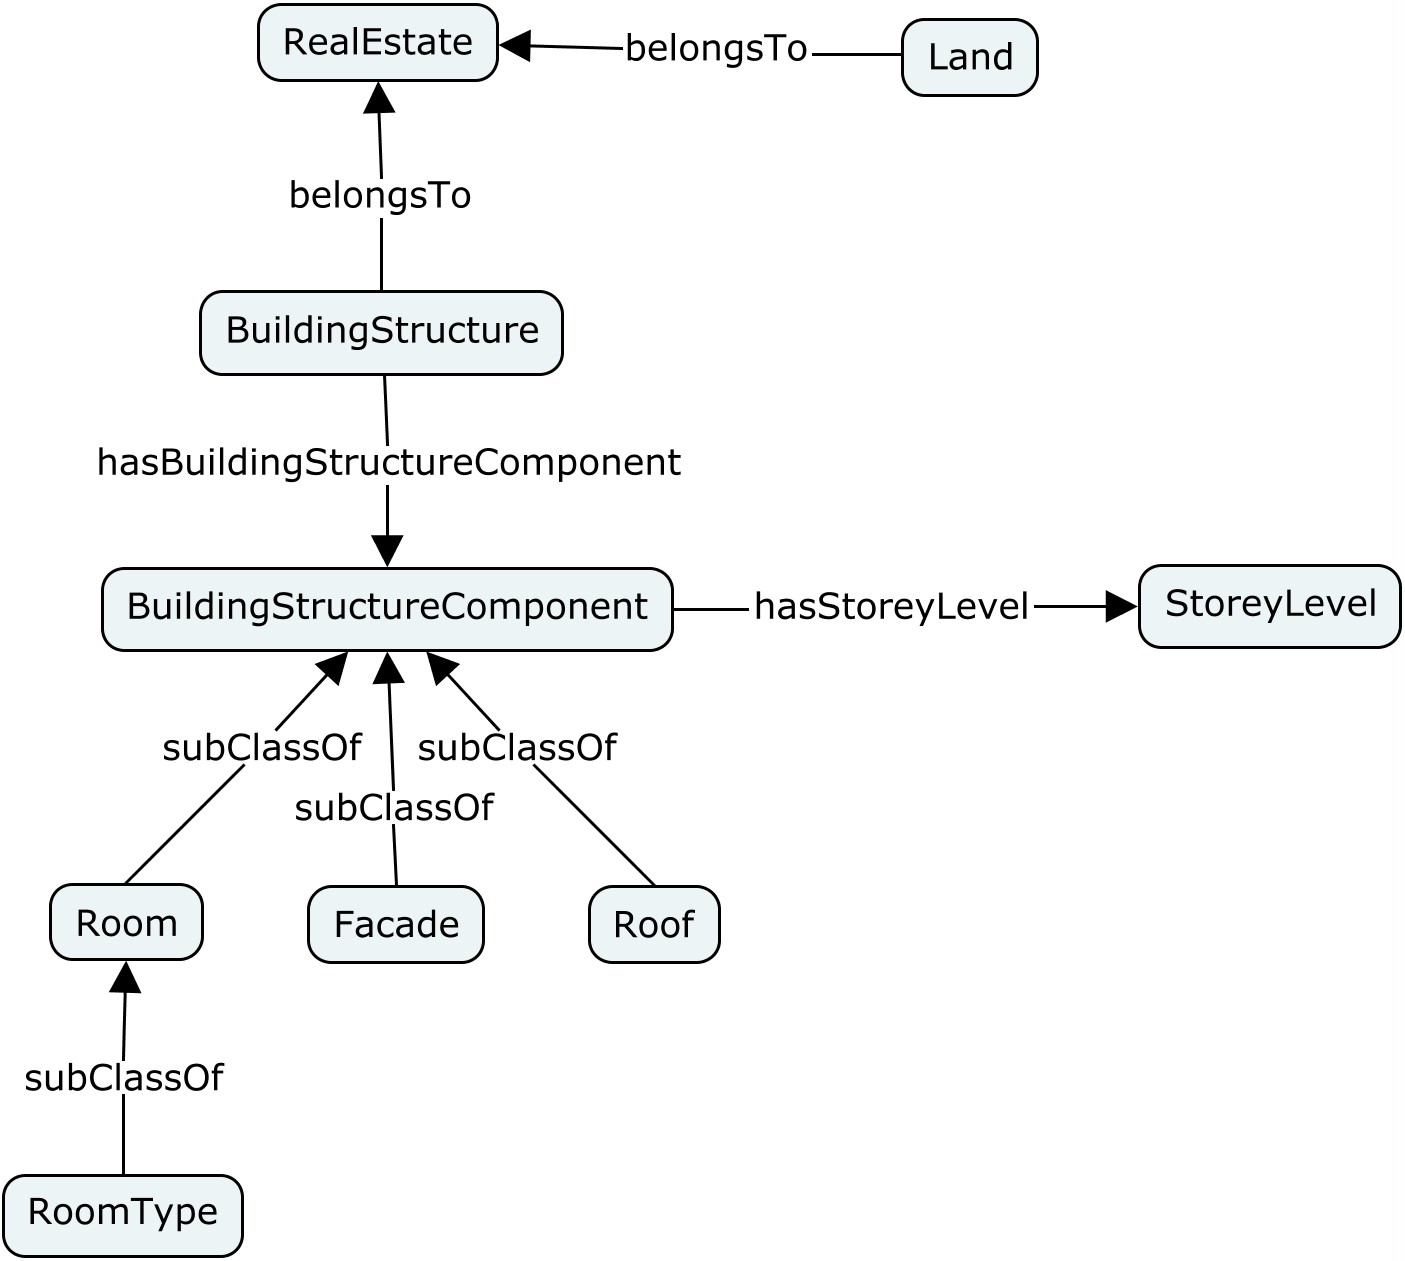 RealEstate
belongsTo
Land
belongsTo
BuildingStructure
hasBuildingStructureComponent
BuildingStructureComponent
hasStoreyLevel
StoreyLevel
subClassOf
subClassOf
subClassOf
Room
Facade
Roof
subClassOf
RoomType